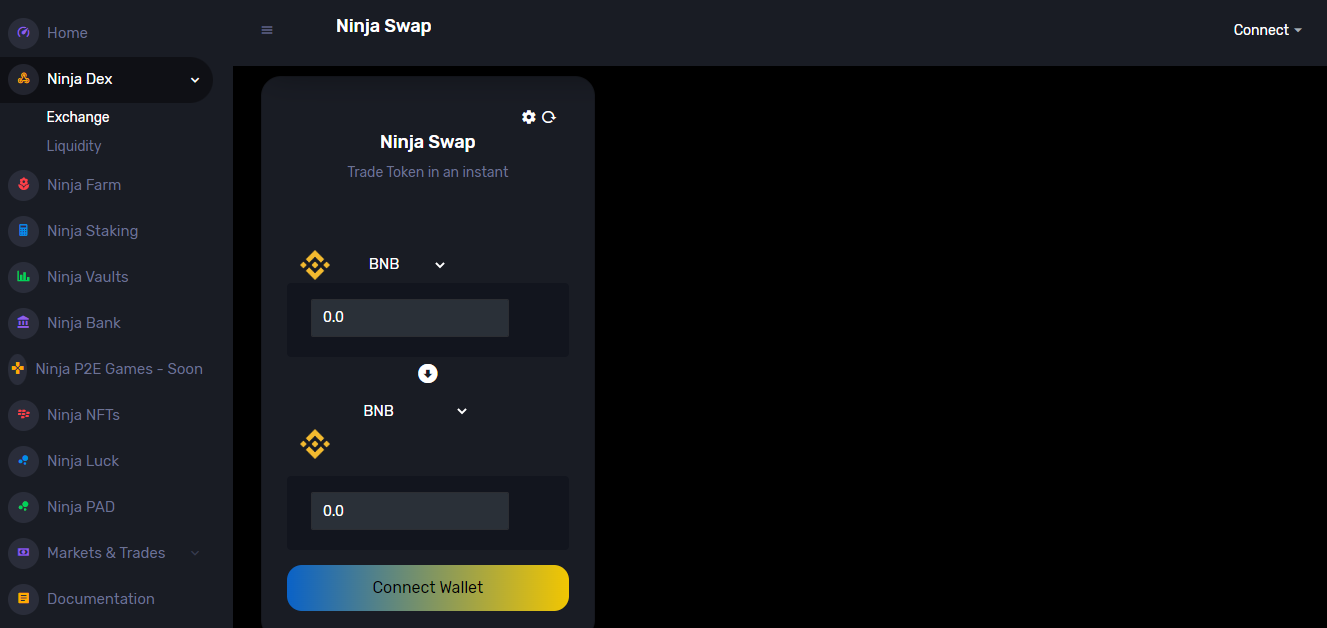 Home
Ninja Dex
Exchange
Liquidity
Ninja Farm
Ninja Staking
Ninja Vaults
Ninja Bank
Ninja P2E Games - Soon
Ninja NFTs
Ninja Luck
Ninja PAD
Markets & Trades
Documentation
Ninja Swap
Connect
Ninja Swap
Trade Token in an instant
BNB
0.0
BNB
0.0
Connect Wallet